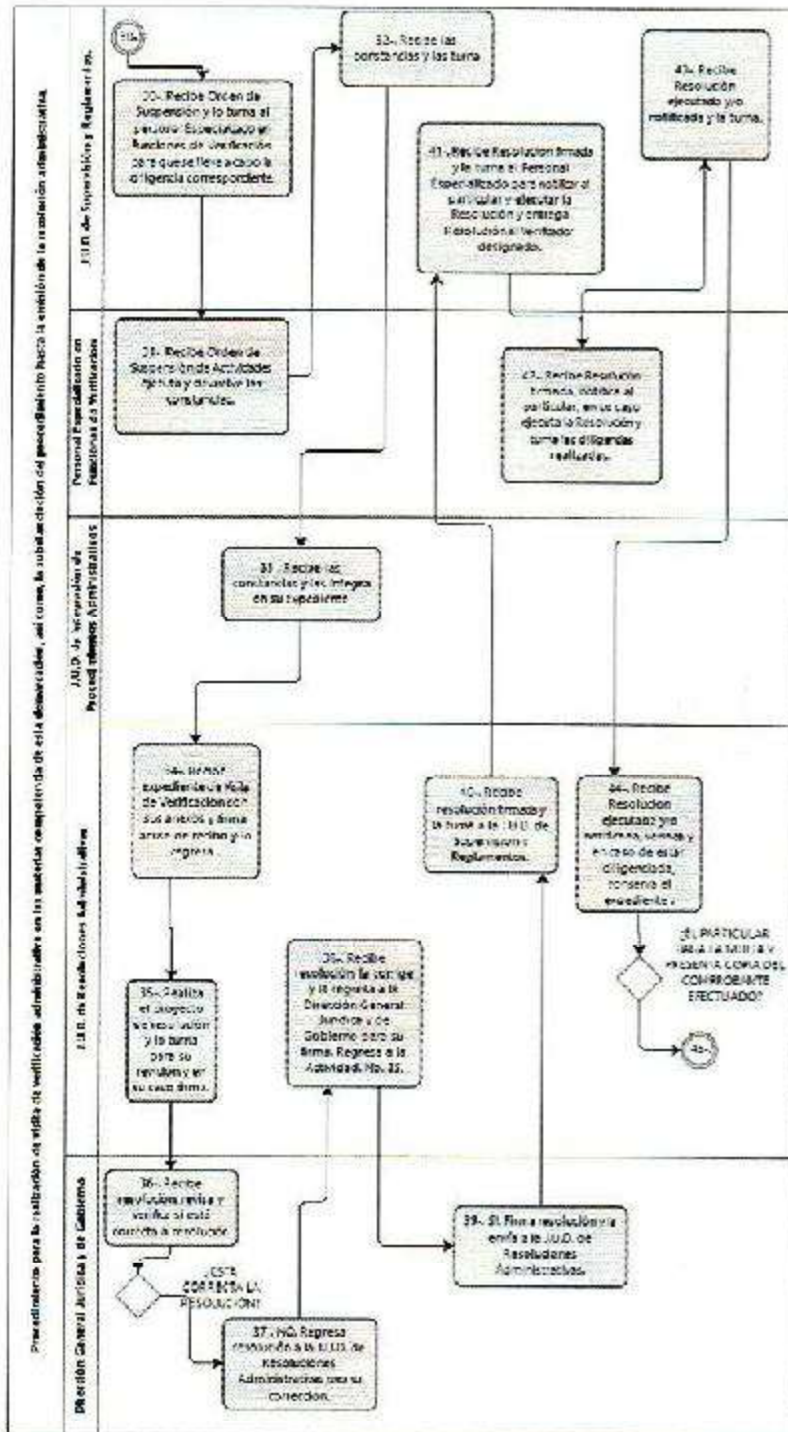 Procedimiento para la realización de visita de verificación administrativa en las materias competencia de esta demarcación, así como, la substanciación del procedimiento hasta la emisión de la resolución administrativa.
J.U.D. de Supervisión y Reglamentos.
30-. Recibe Orden de
Suspensión y lo turna al
personal Especializado en
Funciones de Verificación
para que se lleve a cabo la
diligencia correspondiente.
32-. Recibe las
constancias y las turna
41-. Recibe Resolución firmada
y la turna al Personal
Especializado para notificar al
particular y ejecutar la
Resolución y entrega
Resolución al Verificador
designado.
43-. Recibe
Resolución
ejecutada y/o
notificada y la turna.
Personal Especializado en
Funciones de Verificación
31-. Recibe Orden de
Suspensión de Actividades
ejecuta y devuelve las
constancias.
42-. Recibe Resolución
firmada, notifica al
particular, en su caso
ejecuta la Resolución y
turna las diligencias
realizadas.
J.U.D. de Integración de
Procedimientos Administrativos
33-. Recibe las
constancias y las integra
en su expediente
J.U.D. de Resoluciones Administrativas
34-. Recibe
Expediente de Visita
de Verificación con
sus anexos y firma
acuse de recibo y lo
regresa.
35-. Realiza
el proyecto
de resolución
y lo turna
para su
revisión y en
su caso firma.
38-. Recibe
resolución la corrige
y la regresa a la
Dirección General
Jurídica y de
Gobierno para su
firma. Regresa a la
Actividad. No. 35.
40-. Recibe
resolución firmada y
la turna a la J.U.D. de
Supervisión y
Reglamentos.
44-. Recibe
Resolución
ejecutada y/o
notificada,
en caso de estar
diligenciada,
conserva el
expediente.
¿EL PARTICULAR
PAGA LA MULTA Y
PRESENTA COPIA DEL
COMPROBANTE
EFECTUADO?
Dirección General Jurídica y de Gobierno
36-. Recibe
resolución, revisa y
verifica si está
correcta la resolución.
¿ESTÁ
CORRECTA LA
RESOLUCIÓN?
37-. NO. Regresa
resolución a la J.U.D. de
Resoluciones
Administrativas para su
corrección.
39-. SI. Firma resolución y la
envía a la J.U.D. de
Resoluciones
Administrativas.